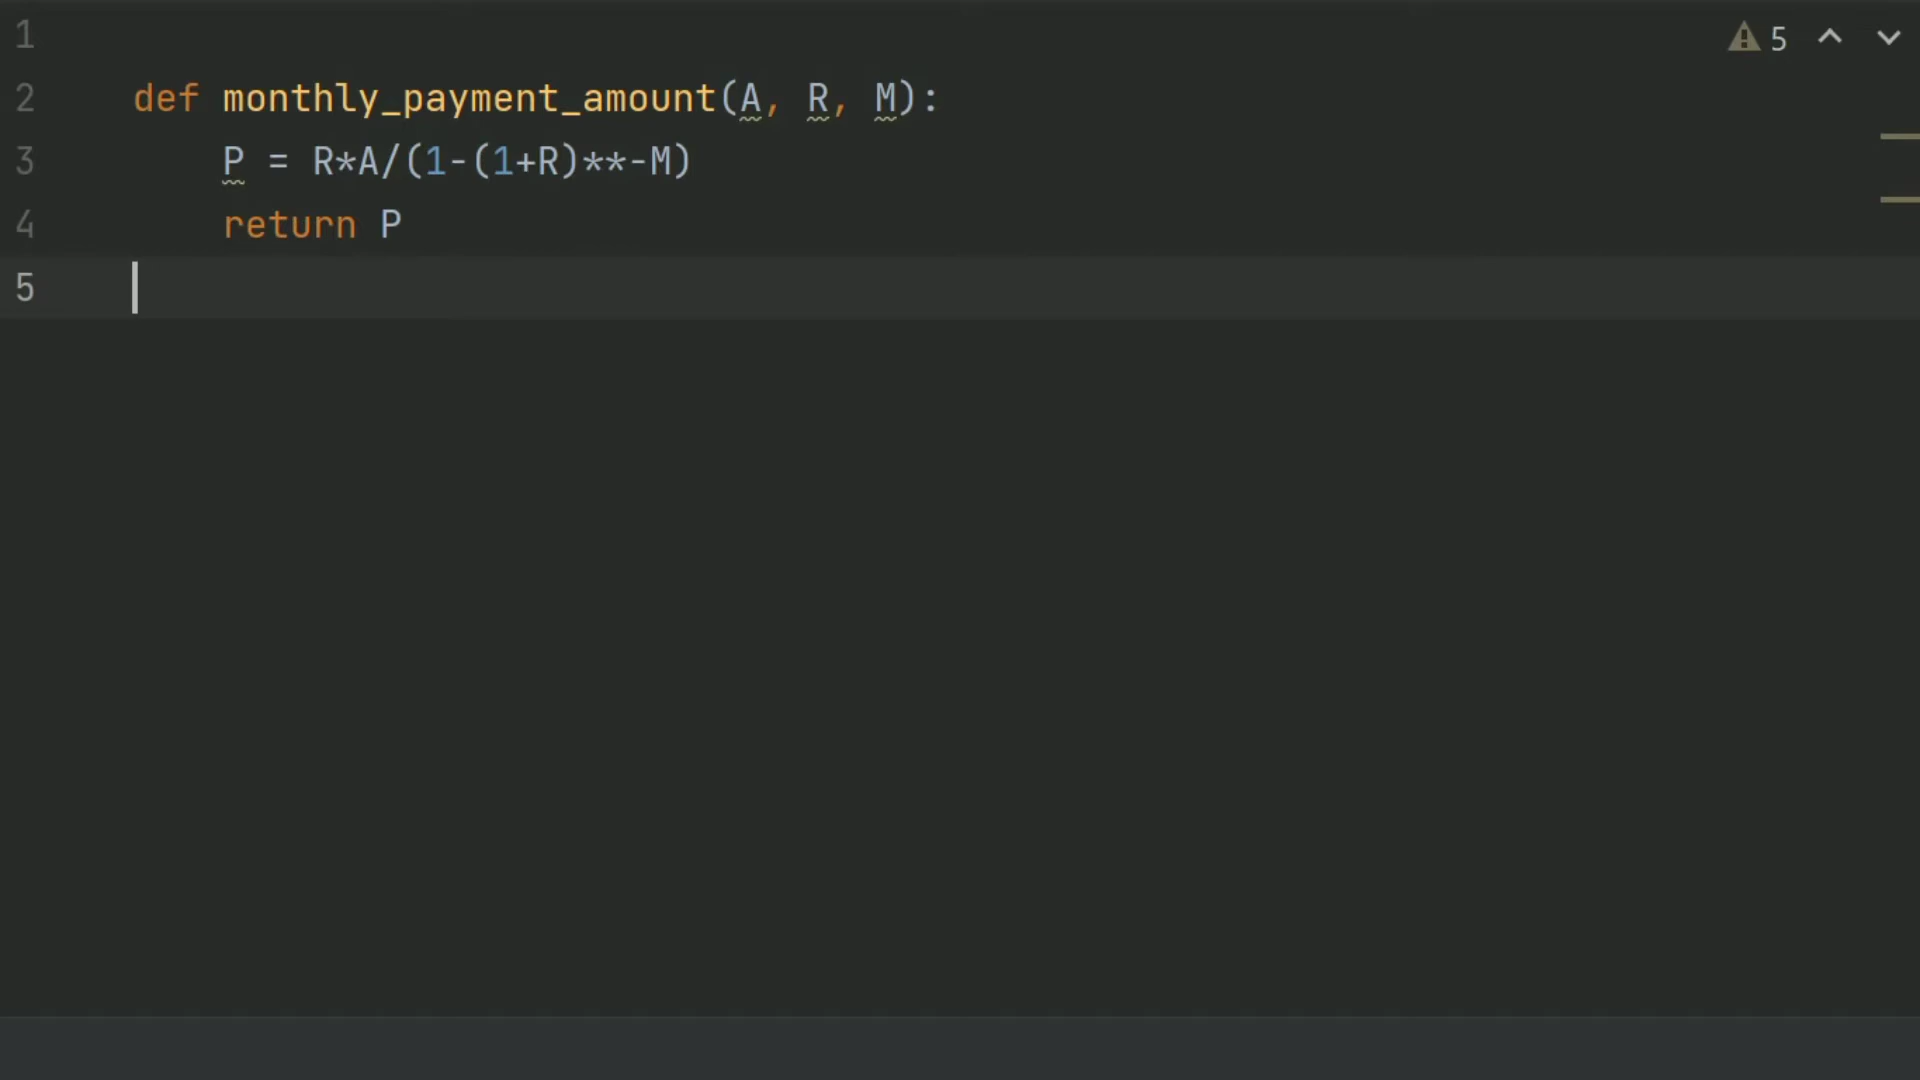 1
5
2 def monthly_payment_amount(A, R, M):
3 P = R*A/(1-(1+R)**-M)
4 return P
5